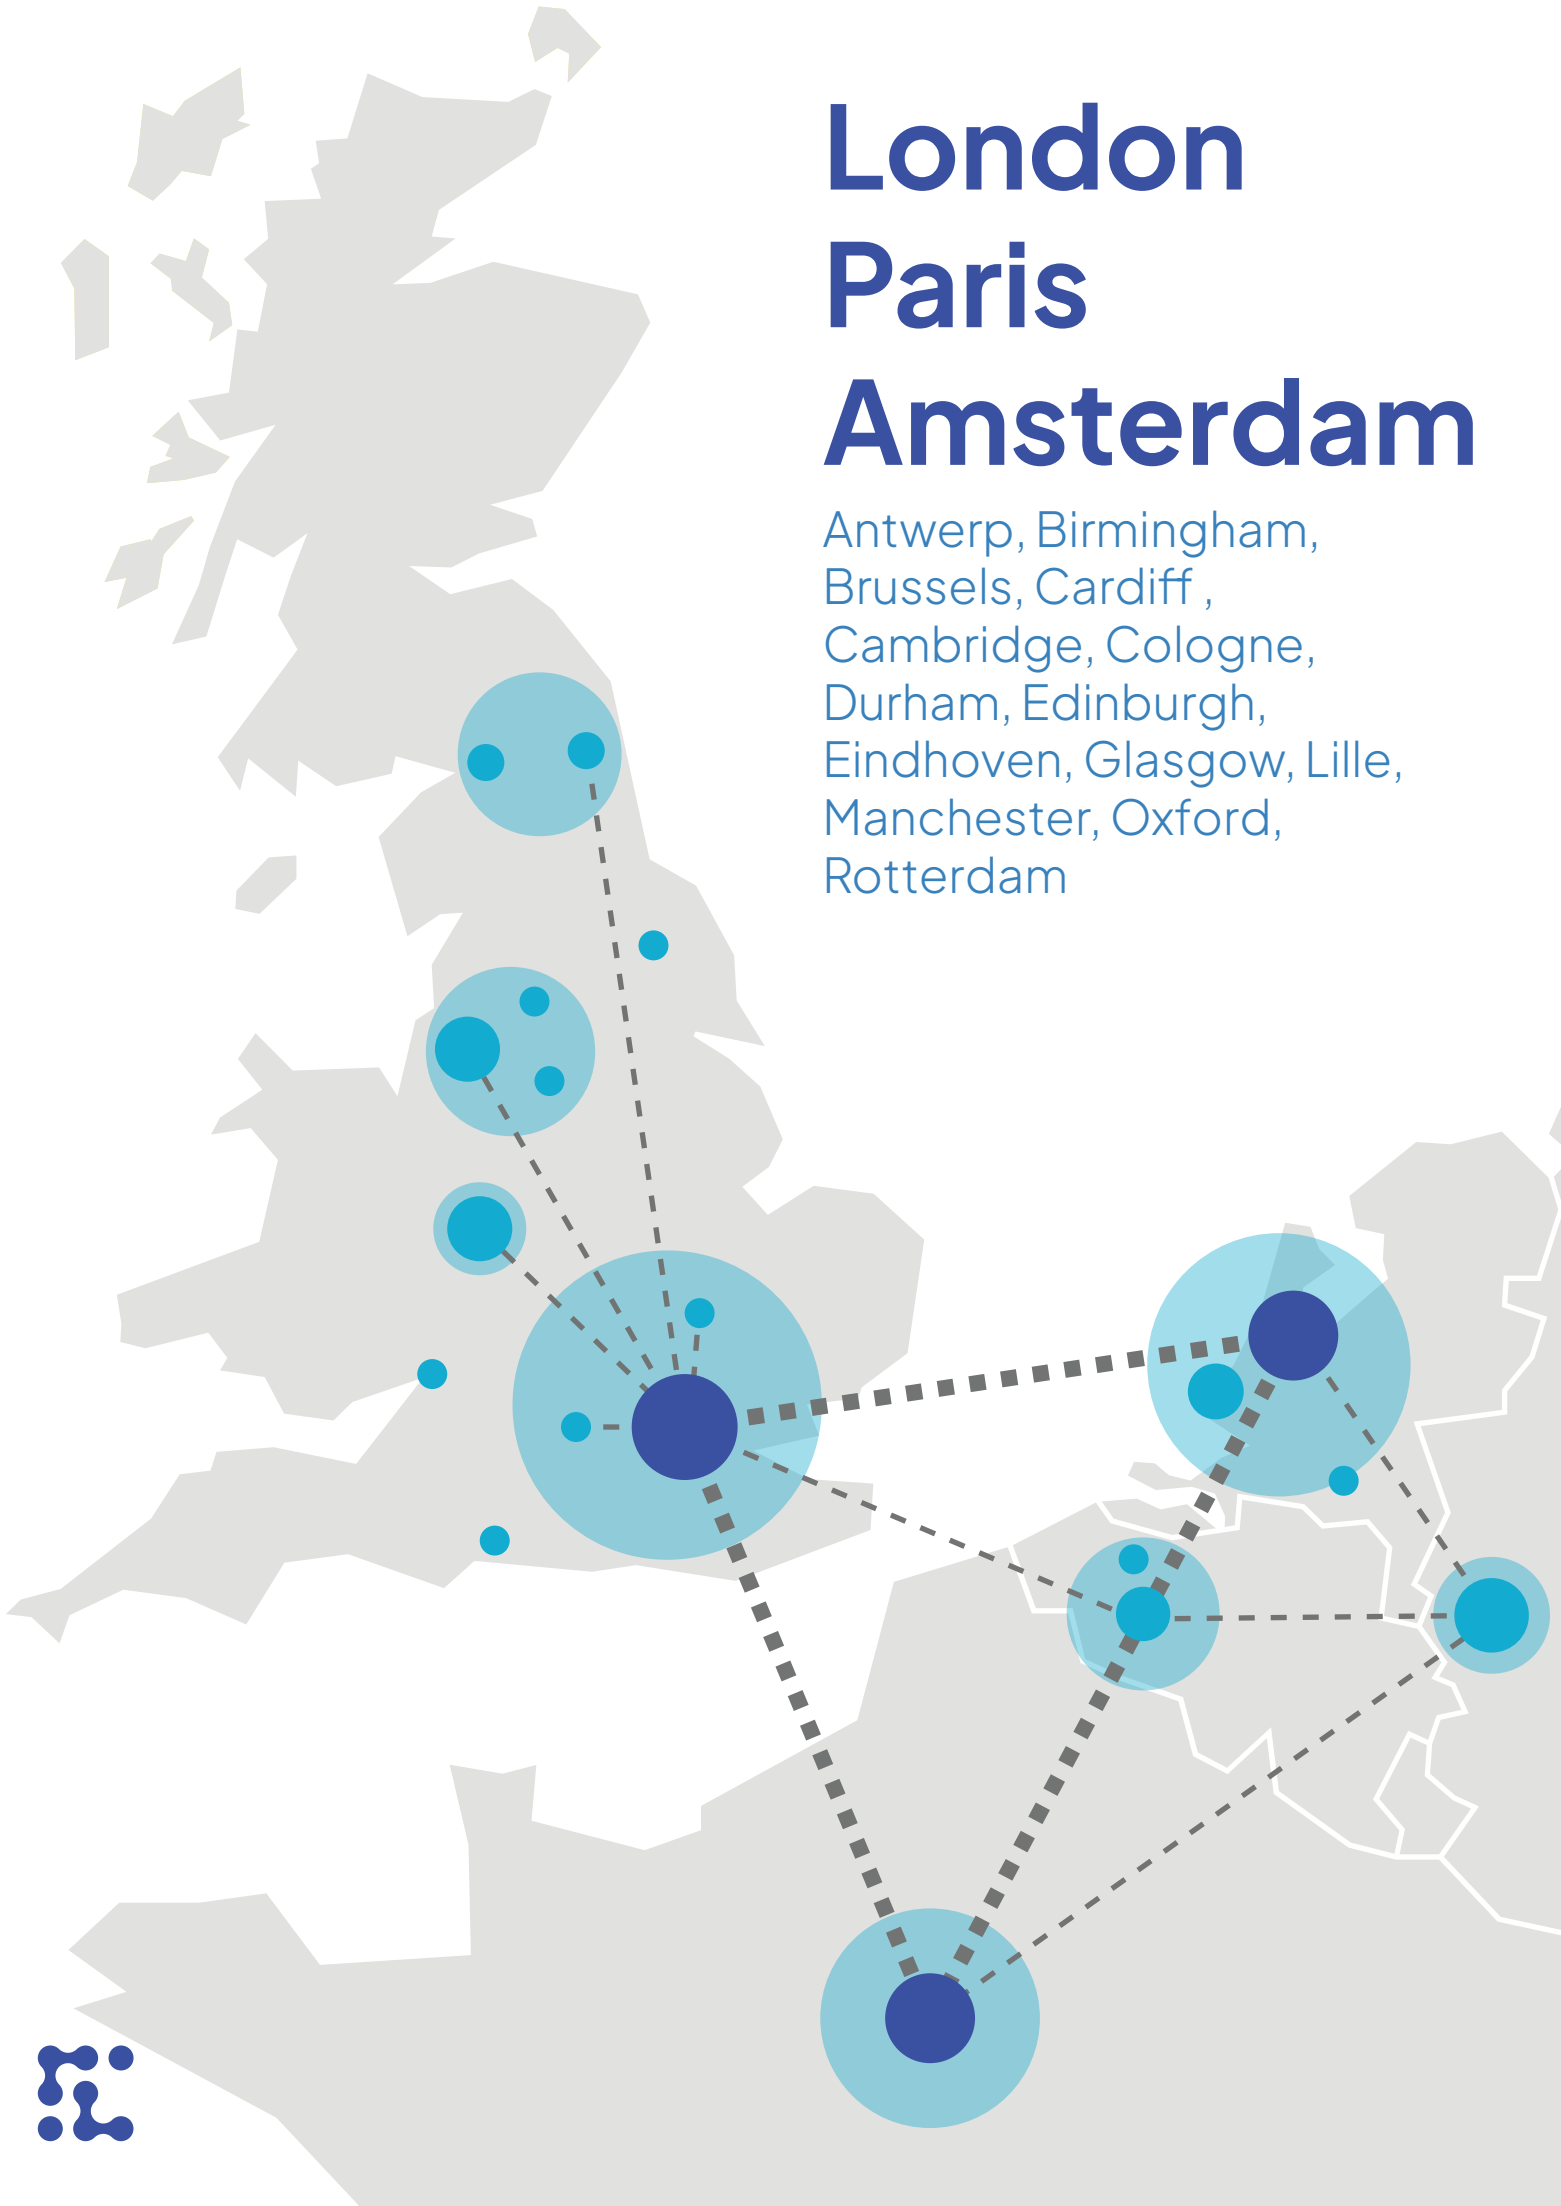 London
Paris
Amsterdam
Antwerp, Birmingham,
Brussels, Cardiff ,
Cambridge, Cologne,
Durham, Edinburgh,
Eindhoven, Glasgow, Lille,
Manchester, Oxford,
Rotterdam